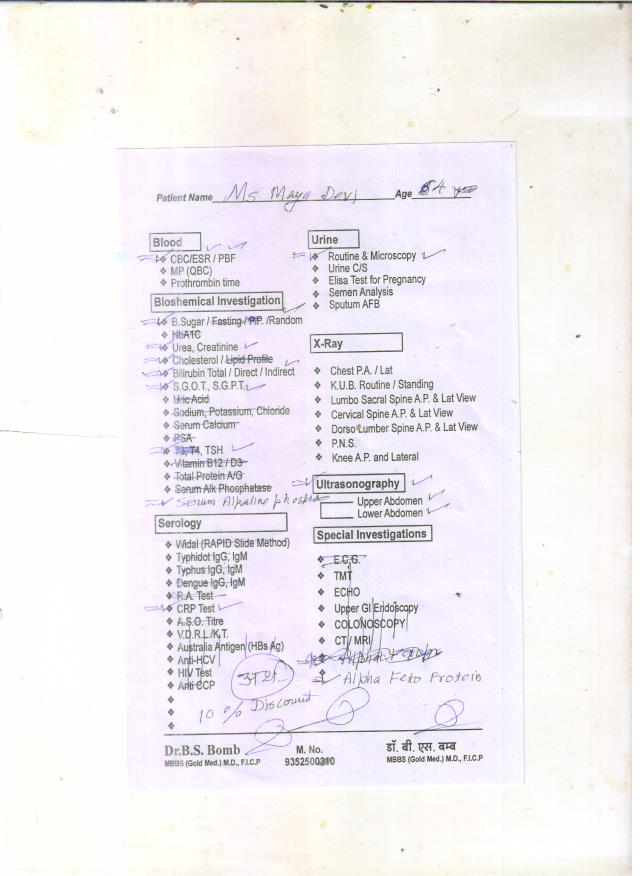 Patient Name Ms Maya Devi Age 64
Blood
CBC/ESR / PBF
MP (QBC)
Prothrombin time
Bioshemical Investigation
B.Sugar / Fasting / P.P. /Random
HbA1C
Urea, Creatinine
Cholesterol / Lipid Profile
Bilirubin Total / Direct / Indirect
S.G.O.T., S.G.P.T.
Uric Acid
Sodium, Potassium, Chloride
Serum Calcium
PSA
T3, T4, TSH
Vitamin B12 / D3
Total Protein A/G
Serum Alk Phosphatase
Serum Alkaline phospha
Serology
Widal (RAPID Slide Method)
Typhidot IgG, IgM
Typhus IgG, IgM
Dengue IgG, IgM
R.A. Test
CRP Test
A.S.O. Titre
V.D.R.L./K.T.
Australia Antigen (HBs Ag)
Anti-HCV
HIV Test
Anti CCP
10 % Discount
Urine
Routine & Microscopy
Urine C/S
Elisa Test for Pregnancy
Semen Analysis
Sputum AFB
X-Ray
Chest P.A. / Lat
K.U.B. Routine / Standing
Lumbo Sacral Spine A.P. & Lat View
Cervical Spine A.P. & Lat View
Dorso Lumber Spine A.P. & Lat View
P.N.S.
Knee A.P. and Lateral
Ultrasonography
Upper Abdomen
Lower Abdomen
Special Investigations
E.C.G.
TMT
ECHO
Upper GI Endoscopy
COLONOSCOPY
CT / MRI
Alpha Feto Protein
Dr.B.S. Bomb M. No. डॉ. बी. एस. बम्ब
MBBS (Gold Med.) M.D., F.I.C.P 9352500310 MBBS (Gold Med.) M.D., F.I.C.P